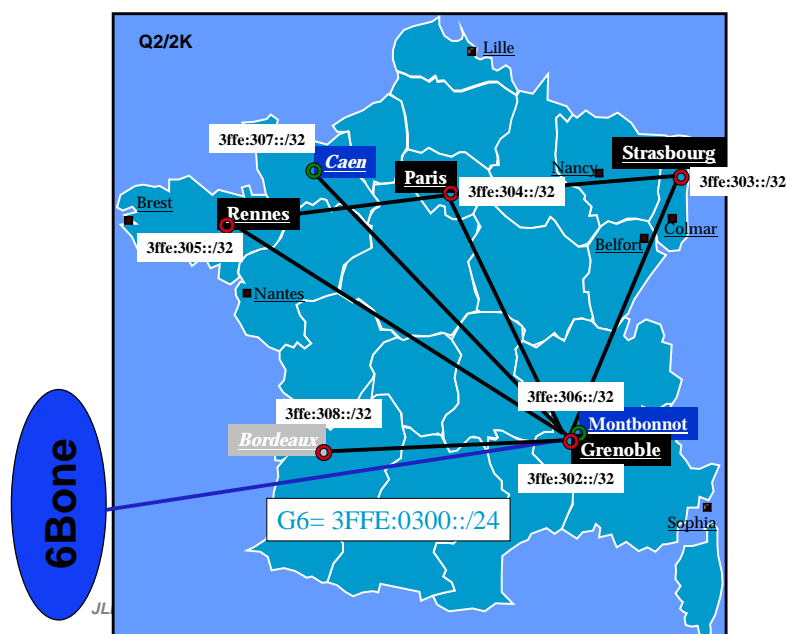 Q2/2K
Lille
3ffe:307::/32
Caen
Paris
Nancy
Strasbourg
3ffe:304::/32
3ffe:303::/32
Brest
Rennes
3ffe:305::/32
Belfort
Colmar
Nantes
3ffe:306::/32
3ffe:308::/32
Bordeaux
Montbonnot
Grenoble
3ffe:302::/32
6Bone
G6= 3FFE:0300::/24
Sophia